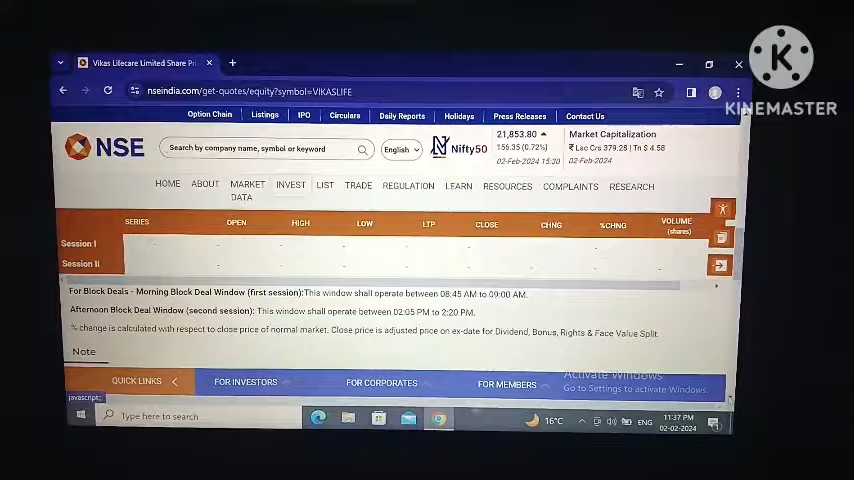 Vikas Lifecare Limited Share Pri
nseindia.com/get-quotes/equity?symbol=VIKASLIFE
KINEMASTER
Option Chain Listings IPO Circulars Daily Reports Holidays Press Releases Contact Us
NSE
Search by company name, symbol or keyword
English
Nifty50
21,853.80
156.35 (0.72%)
02-Feb-2024 15:30
Market Capitalization
₹ Lac Crs 379.28 | Tn $ 4.58
02-Feb-2024
HOME ABOUT MARKET DATA INVEST LIST TRADE REGULATION LEARN RESOURCES COMPLAINTS RESEARCH
SERIES OPEN HIGH LOW LTP CLOSE CHNG %CHNG VOLUME (shares)
Session I - - - - - - - -
Session II - - - - - - - -
For Block Deals - Morning Block Deal Window (first session):This window shall operate between 08:45 AM to 09:00 AM.
Afternoon Block Deal Window (second session): This window shall operate between 02:05 PM to 2:20 PM.
% change is calculated with respect to close price of normal market. Close price is adjusted price on ex-date for Dividend, Bonus, Rights & Face Value Split.
Note
Activate Windows
Go to Settings to activate Windows.
QUICK LINKS FOR INVESTORS FOR CORPORATES FOR MEMBERS
javascript:;
Type here to search
16°C
ENG
11:37 PM
02-02-2024